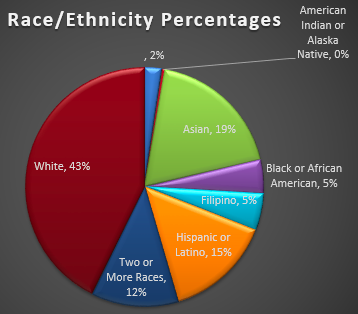 Race/Ethnicity Percentages
, 2%
American
Indian or
Alaska
Native, 0%
Asian, 19%
Black or African
American, 5%
Filipino, 5%
Hispanic or
Latino, 15%
Two or
More Races,
12%
White, 43%